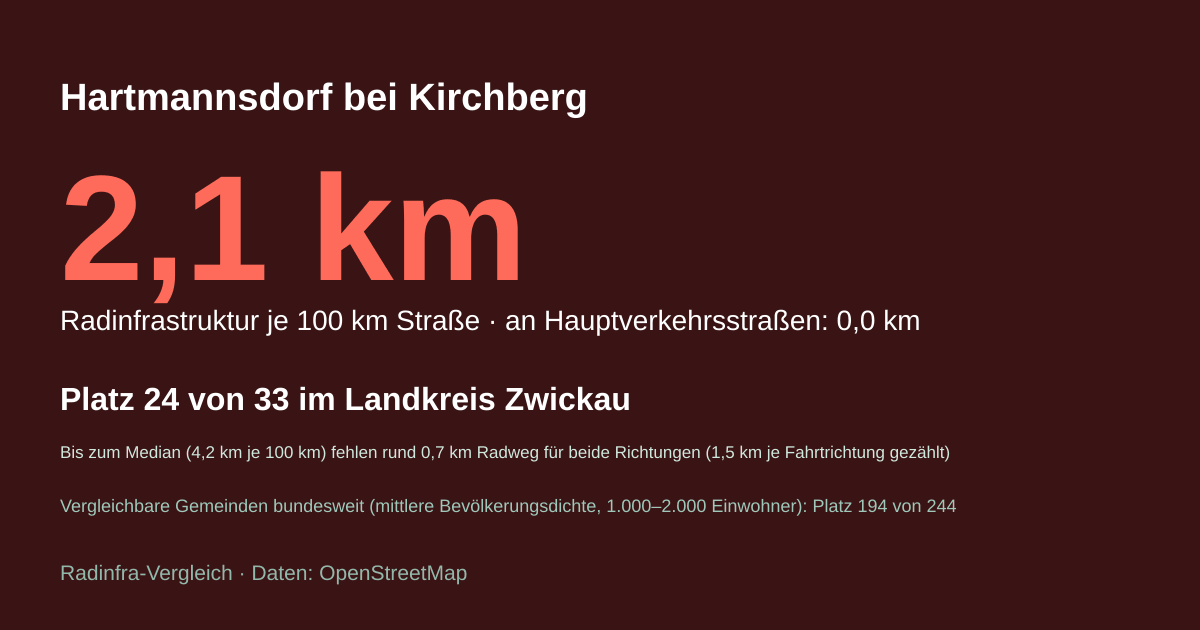 Hartmannsdorf bei Kirchberg
2,1 km
Radinfrastruktur je 100 km Straße · an Hauptverkehrsstraßen: 0,0 km
Platz 24 von 33 im Landkreis Zwickau
Bis zum Median (4,2 km je 100 km) fehlen rund 0,7 km Radweg für beide Richtungen (1,5 km je Fahrtrichtung gezählt)
Vergleichbare Gemeinden bundesweit (mittlere Bevölkerungsdichte, 1.000–2.000 Einwohner): Platz 194 von 244
Radinfra-Vergleich · Daten: OpenStreetMap